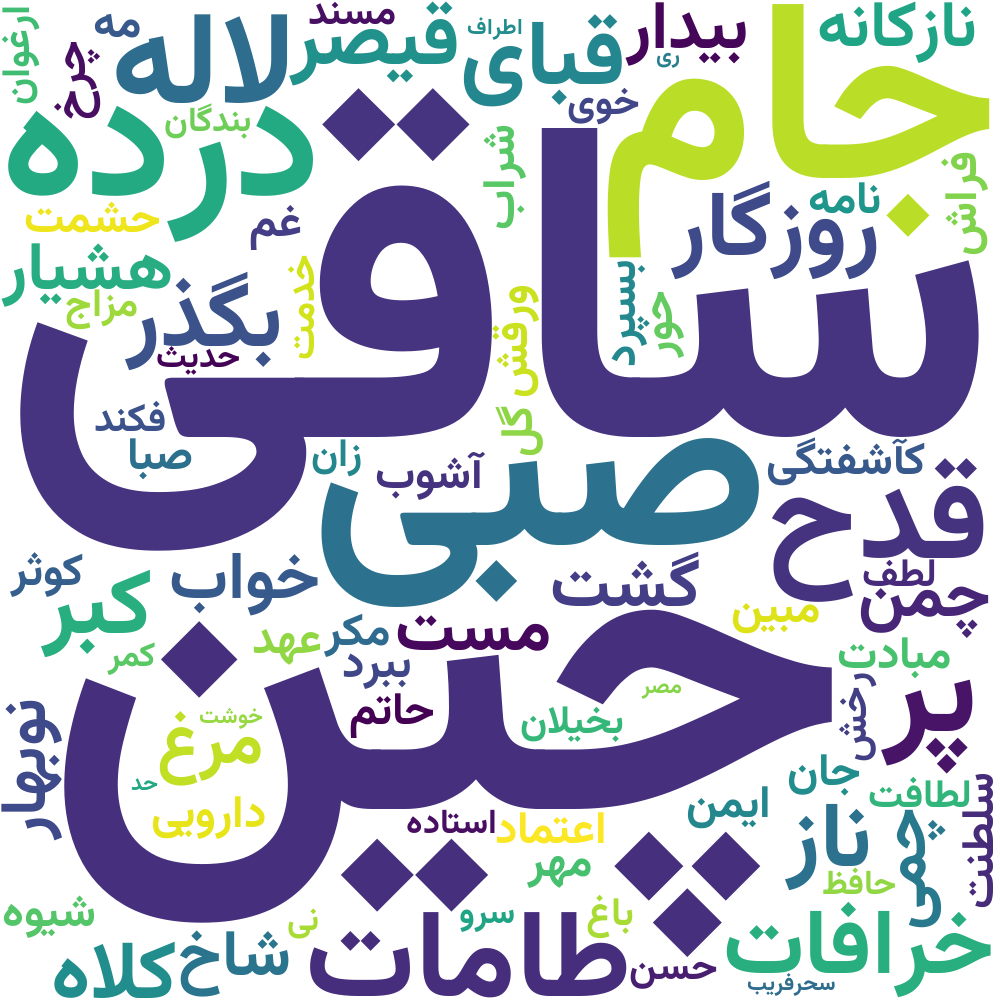 ساقی
چین
جام
صبی
لاله
درده
قدح
طامات
خرافات
پر
قیصر
قبای
بیدار
نازکانه
روزگار
بگذر
هشیار
کبر
خواب
گشت
مست
چمن
ناز
چمی
نوبهار
کلاه
شاخ
مرغ
مسند
مه
چرخ
ارغوان
اطراف
ری
خوی
بندگان
شراب
فراش
نامه
حشمت
غم
مزاج
خدمت
حدیث
ورقش
گل
بسپرد
حور
فکند
صبا
زان
آشوب
کآشفتگی
لطف
کوثر
مبین
عهد
مکر
ببرد
کمر
مبادت
رخش
مصر
حاتم
بخیلان
خوشت
حد
دارویی
استاده
اعتماد
ایمن
جان
لطافت
سلطنت
حافظ
مهر
باغ
سرو
نی
شیوه
حسن
سحرفریب